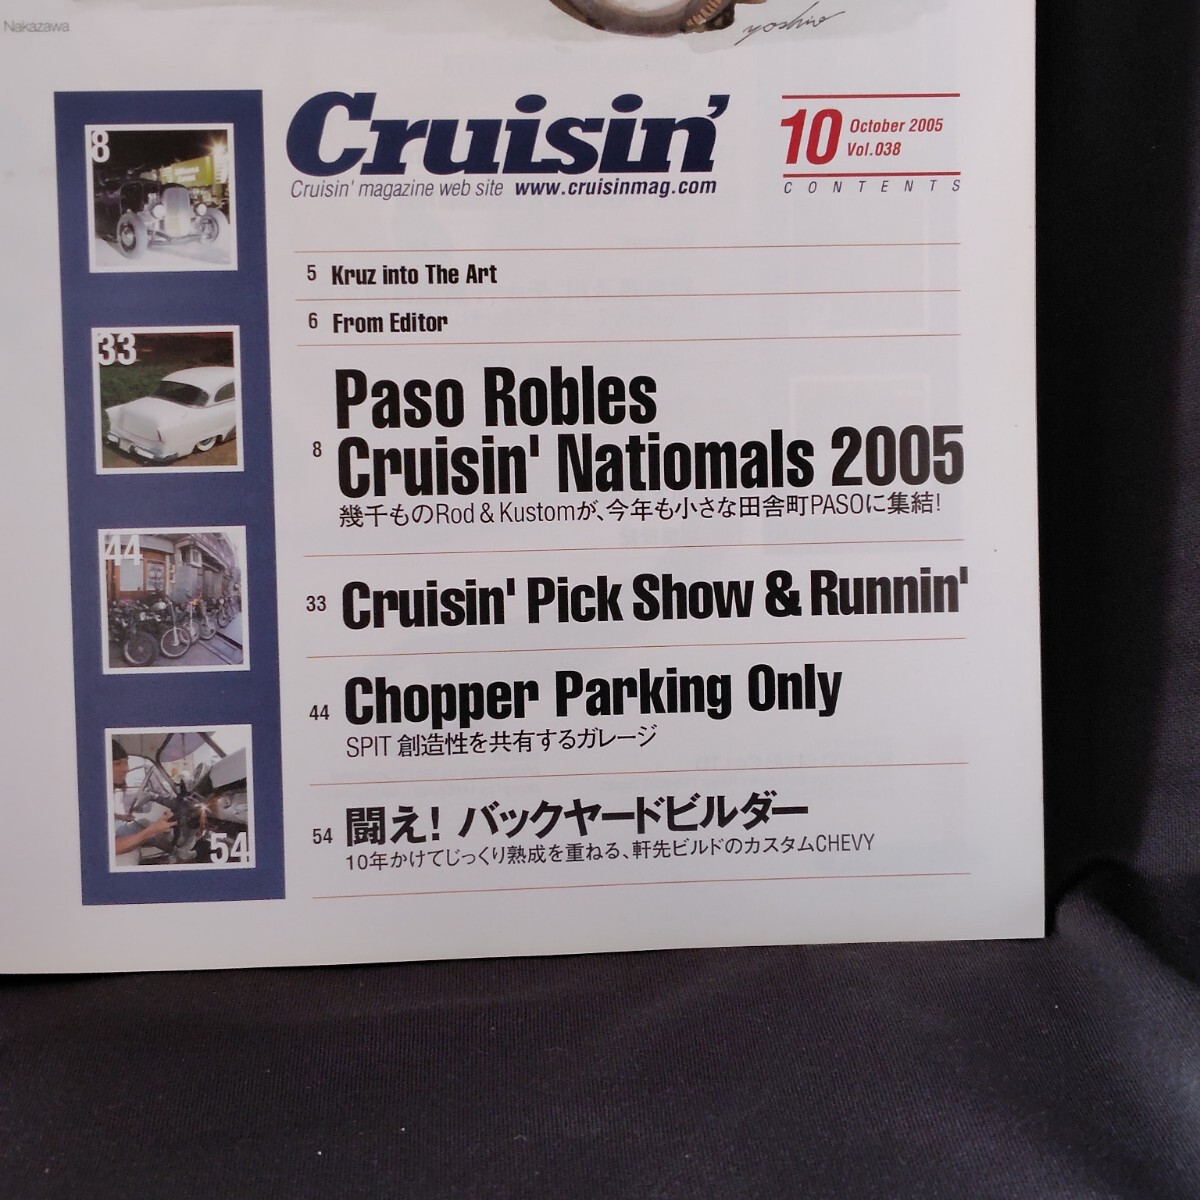 Nakazawa
yoshiro
Cruisin'
Cruisin' magazine web site www.cruisinmag.com
10 October 2005
Vol.038
CONTENTS
8
33
44
54
5 Kruz into The Art
6 From Editor
8 Paso Robles
Cruisin' Natiomals 2005
幾千ものRod & Kustomが、今年も小さな田舎町PASOに集結!
33 Cruisin' Pick Show & Runnin'
44 Chopper Parking Only
SPIT 創造性を共有するガレージ
54 闘え! バックヤードビルダー
10年かけてじっくり熟成を重ねる、軒先ビルドのカスタムCHEVY